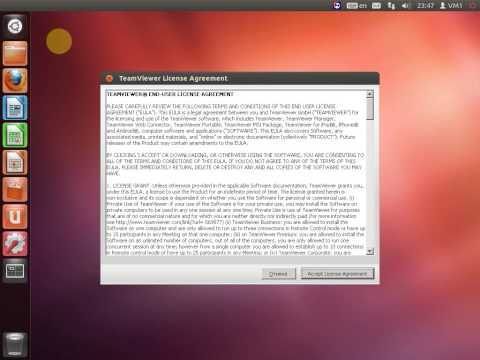 en
23:47
VM1
TeamViewer License Agreement
TEAMVIEWER® END-USER LICENSE AGREEMENT
PLEASE CAREFULLY REVIEW THE FOLLOWING TERMS AND CONDITIONS OF THIS END USER LICENSE
AGREEMENT ("EULA"). This EULA is a legal agreement between you and TeamViewer GmbH ("TEAMVIEWER") for
the licensing and use of the TeamViewer Software, which includes TeamViewer, TeamViewer Manager,
TeamViewer Web Connector, TeamViewer Portable, TeamViewer MSI Package, TeamViewer for iPad®, iPhone®
and Android®, computer software and applications ("SOFTWARE"). This EULA also covers Software, any
associated media, printed materials, and "online" or electronic documentation (collectively "PRODUCT"). Future
releases of the Product may contain amendments to this EULA.
BY CLICKING "I ACCEPT" OR DOWNLOADING, OR OTHERWISE USING THE SOFTWARE, YOU ARE CONSENTING TO
ALL OF THE TERMS AND CONDITIONS OF THIS EULA. IF YOU DO NOT AGREE TO ANY OF THE TERMS OF THIS
EULA, PLEASE IMMEDIATELY RETURN, DELETE OR DESTROY ANY AND ALL COPIES OF THE SOFTWARE YOU MAY
HAVE.
1. LICENSE GRANT: Unless otherwise provided in the applicable Software documentation, TeamViewer grants you,
under this EULA, a license to use the Product for an indefinite period of time. The license granted herein is
non-exclusive and its scope is dependent on whether you use the Software for personal or commercial use. (i)
Use of TeamViewer. If your use of the Software is for your private use, you may install the Software on
private computers to be used in any one session at any one time; Private Use is use of TeamViewer for purposes
that are of no commercial nature and for which you are neither directly nor indirectly paid (for more information
see http://www.teamviewer.com/
Software on one computer and are only allowed to run up to three connections in Remote Control mode or have up
to 15 participants in any Meeting on that one computer; (iii) on TeamViewer Premium: you are allowed to install the
Software on an unlimited number of computers, out of all of the computers, you are only allowed to run one
concurrent session at any time; however from a single computer you are allowed to establish up to 10 connections
in Remote control mode or have up to 25 participants in any Meeting; or (iv) TeamViewer Corporate: you are
Accept License Agreement